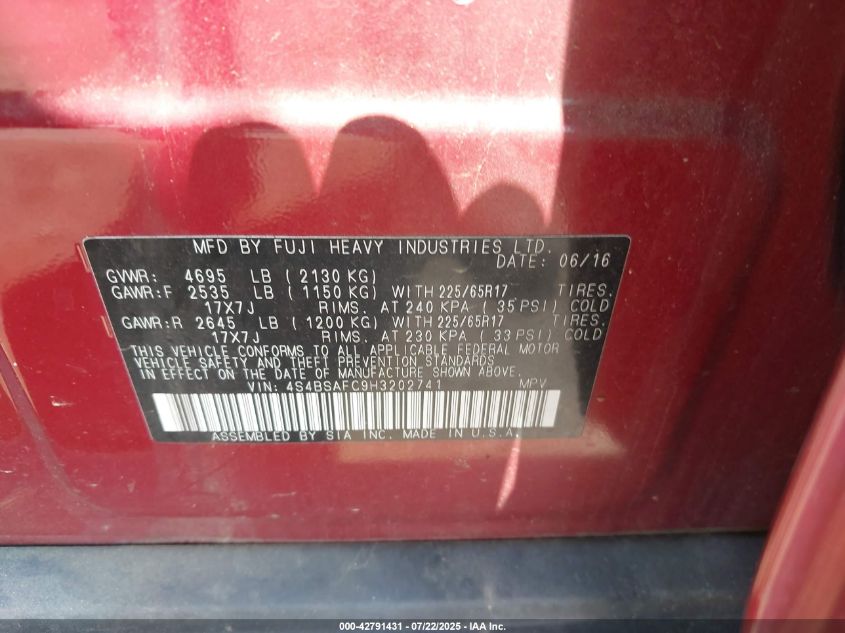 MFD BY FUJI HEAVY INDUSTRIES LTD.
DATE: 06/16
GVWR: 4695 LB (2130 KG)
GAWR:F 2535 LB (1150 KG) WITH 225/65R17 TIRES.
17X7J RIMS. AT 240 KPA (35 PSI) COLD
GAWR:R 2645 LB (1200 KG) WITH 225/65R17 TIRES.
17X7J RIMS. AT 230 KPA (33 PSI) COLD
THIS VEHICLE CONFORMS TO ALL APPLICABLE FEDERAL MOTOR
VEHICLE SAFETY AND THEFT PREVENTION STANDARDS
IN EFFECT ON THE DATE OF MANUFACTURE SHOWN ABOVE.
VIN: 4S4BSAFC9H3202741 MPV
ASSEMBLED BY SIA INC. MADE IN U.S.A.
000-42791431 - 07/22/2025 - IAA Inc.